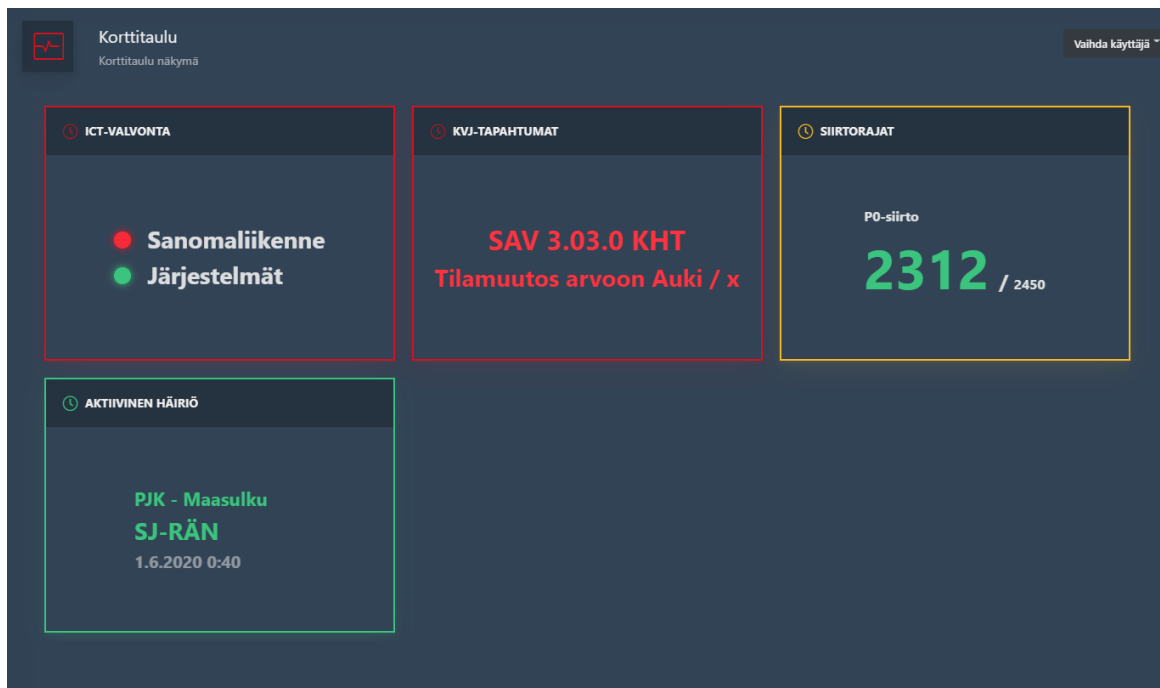 Korttitaulu
Korttitaulu näkymä
Vaihda käyttäjä
ICT-VALVONTA
Sanomaliikenne
Järjestelmät
KVJ-TAPAHTUMAT
SAV 3.03.0 KHT
Tilamuutos arvoon Auki / x
SIIRTORAJAT
P0-siirto
2312 / 2450
AKTIIVINEN HÄIRIÖ
PJK - Maasulku
SJ-RÄN
1.6.2020 0:40